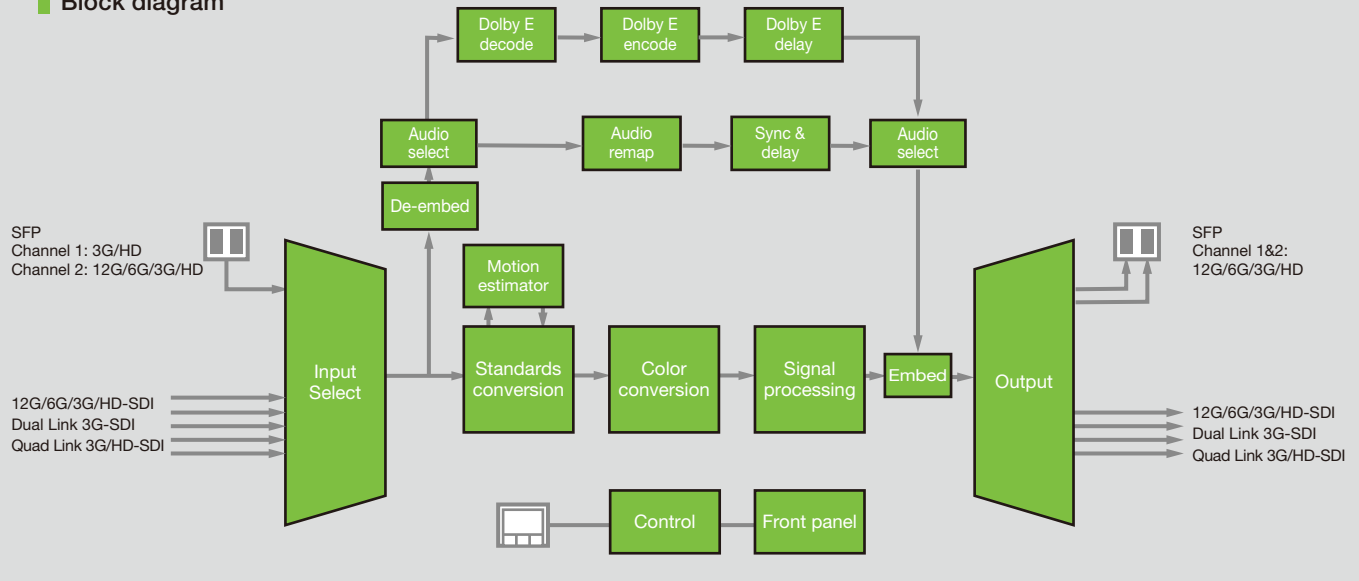 Block diagram
Dolby E
decode
Dolby E
encode
Dolby E
delay
Audio
select
Audio
remap
Sync &
delay
Audio
select
De-embed
SFP
Channel 1: 3G/HD
Channel 2: 12G/6G/3G/HD
Motion
estimator
SFP
Channel 1&2:
12G/6G/3G/HD
Input
Select
Standards
conversion
Color
conversion
Signal
processing
Embed
Output
12G/6G/3G/HD-SDI
Dual Link 3G-SDI
Quad Link 3G/HD-SDI
12G/6G/3G/HD-SDI
Dual Link 3G-SDI
Quad Link 3G/HD-SDI
Control
Front panel